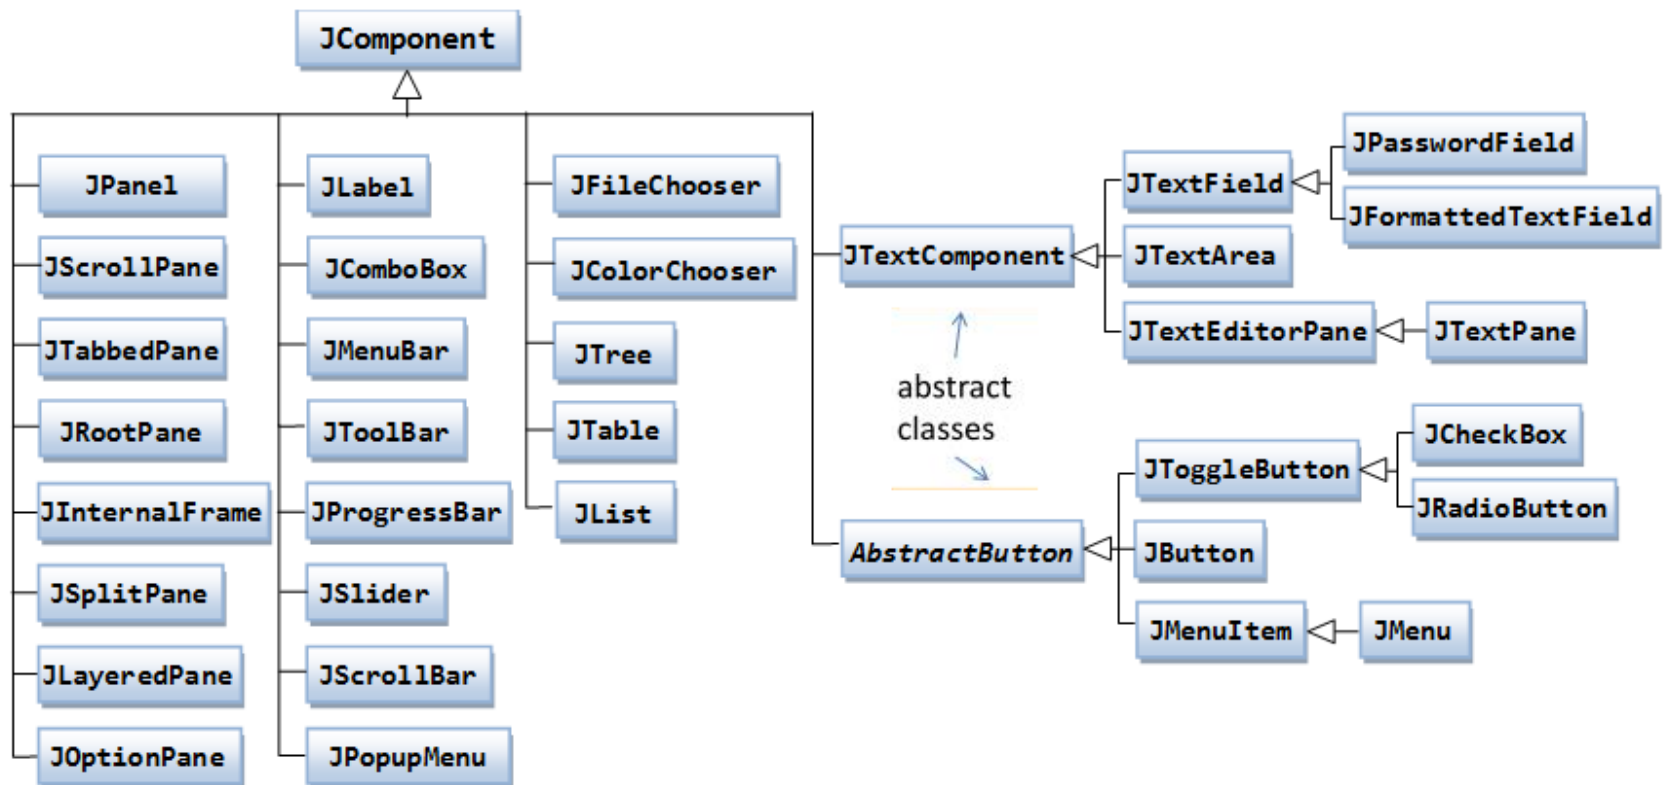 JComponent
JPanel
JScrollPane
JTabbedPane
JRootPane
JInternalFrame
JSplitPane
JLayeredPane
JOptionPane
JLabel
JComboBox
JMenuBar
JToolBar
JProgressBar
JSlider
JScrollBar
JPopupMenu
JFileChooser
JColorChooser
JTree
JTable
JList
JTextComponent
abstract
classes
AbstractButton
JTextField
JTextArea
JTextEditorPane
JPasswordField
JFormattedTextField
JTextPane
JToggleButton
JButton
JMenuItem
JCheckBox
JRadioButton
JMenu